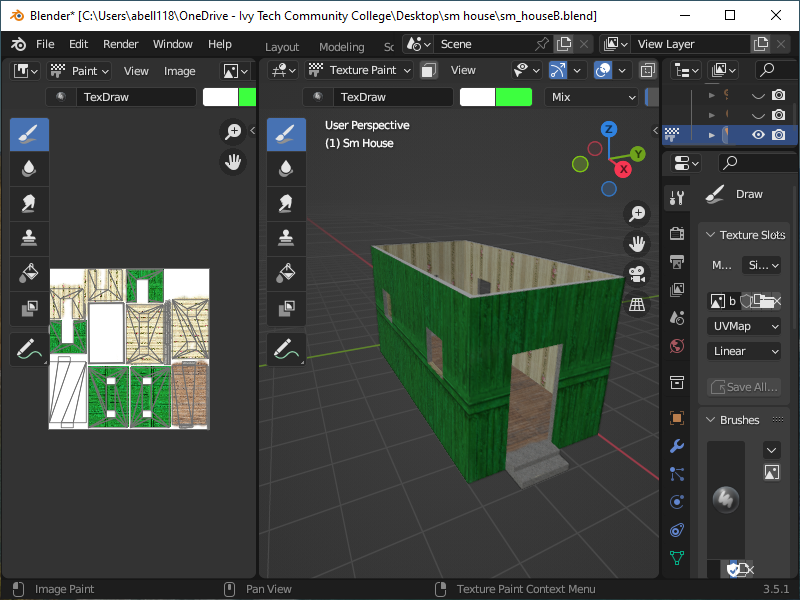 Blender* [C:\Users\abell118\OneDrive - Ivy Tech Community College\Desktop\sm house\sm_houseB.blend]
File Edit Render Window Help Layout Modeling Sc Scene View Layer
Paint View Image Texture Paint View
TexDraw TexDraw Mix
User Perspective
(1) Sm House
Z
Y
X
Draw
Texture Slots
M... Si...
b
UVMap
Linear
Save All...
Brushes
Image Paint Pan View Texture Paint Context Menu 3.5.1